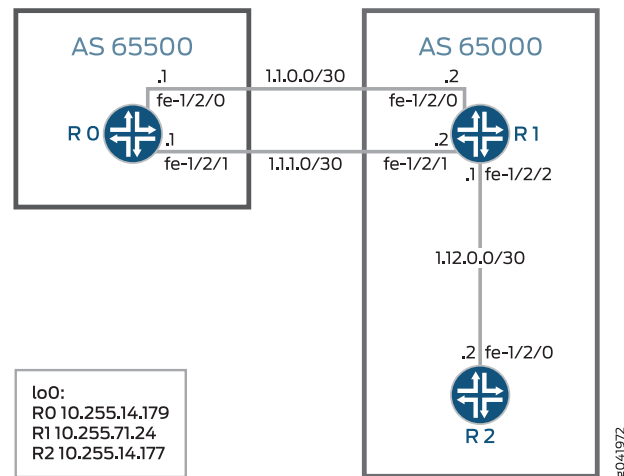 AS 65500
AS 65000
.1
1.1.0.0/30
.2
fe-1/2/0
fe-1/2/0
R0
R1
.1
.2
fe-1/2/1
1.1.1.0/30
fe-1/2/1
.1 fe-1/2/2
1.12.0.0/30
.2 fe-1/2/0
R2
lo0:
R0 10.255.14.179
R1 10.255.71.24
R2 10.255.14.177
g041972